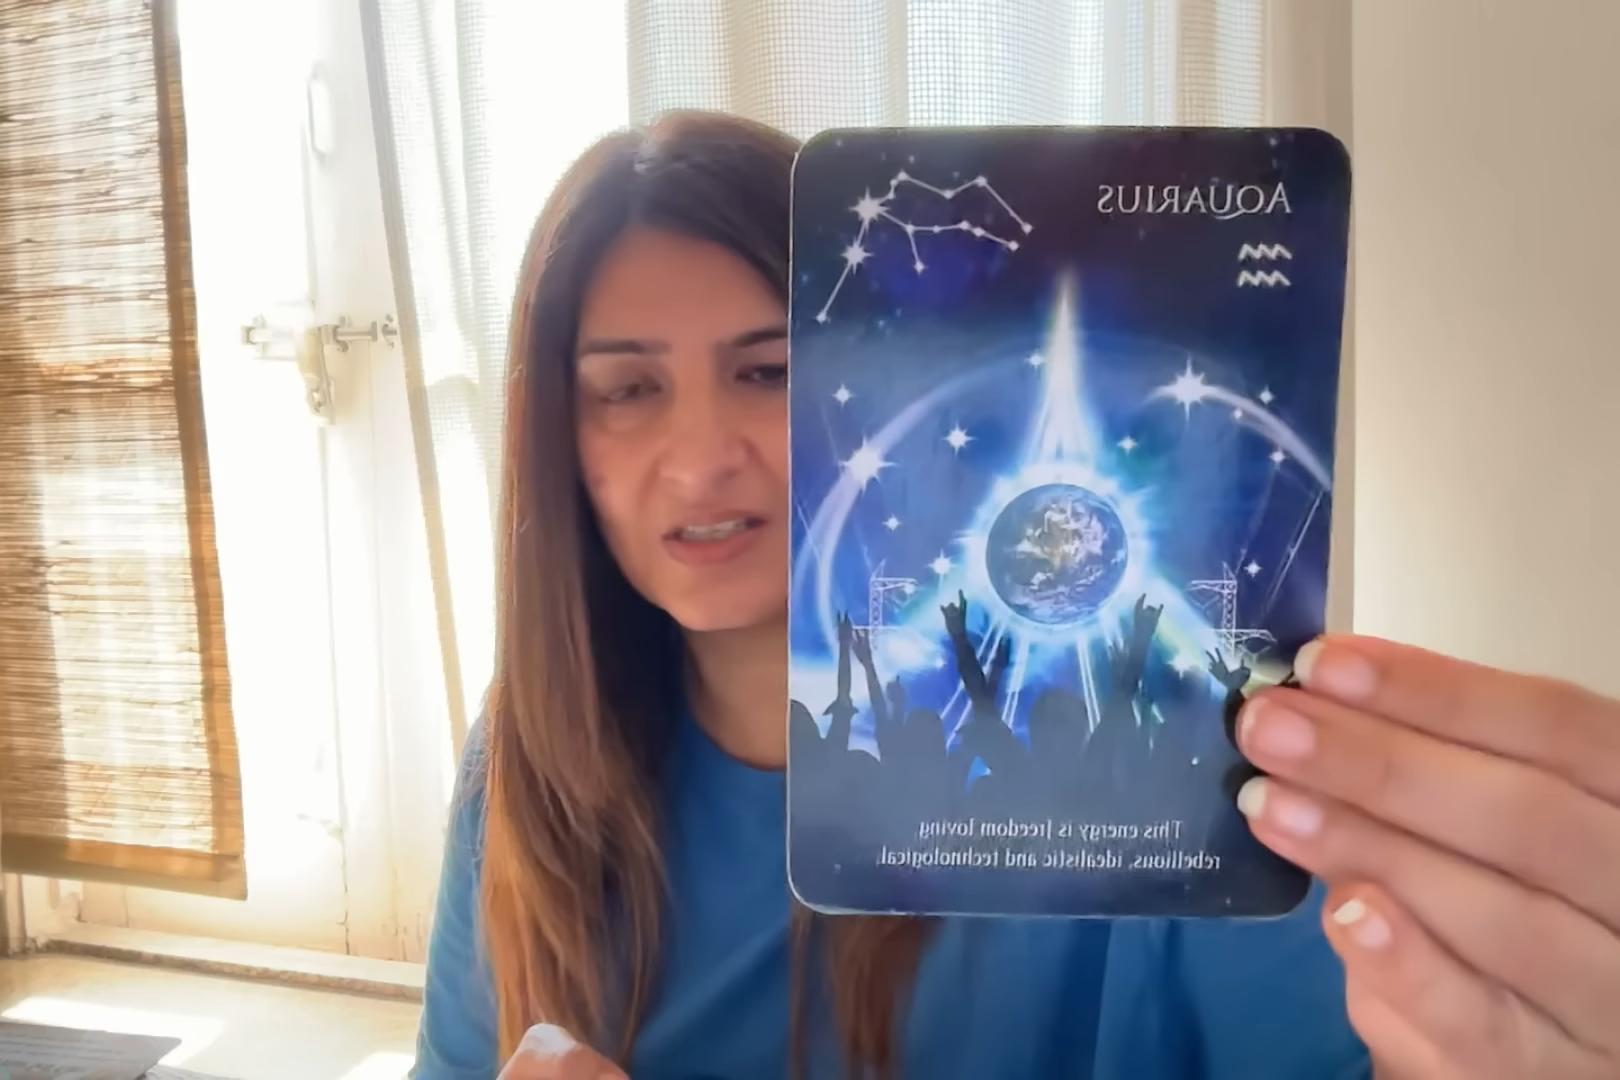 AQUARIUS
This energy is freedom loving,
rebellious, idealistic and technological.